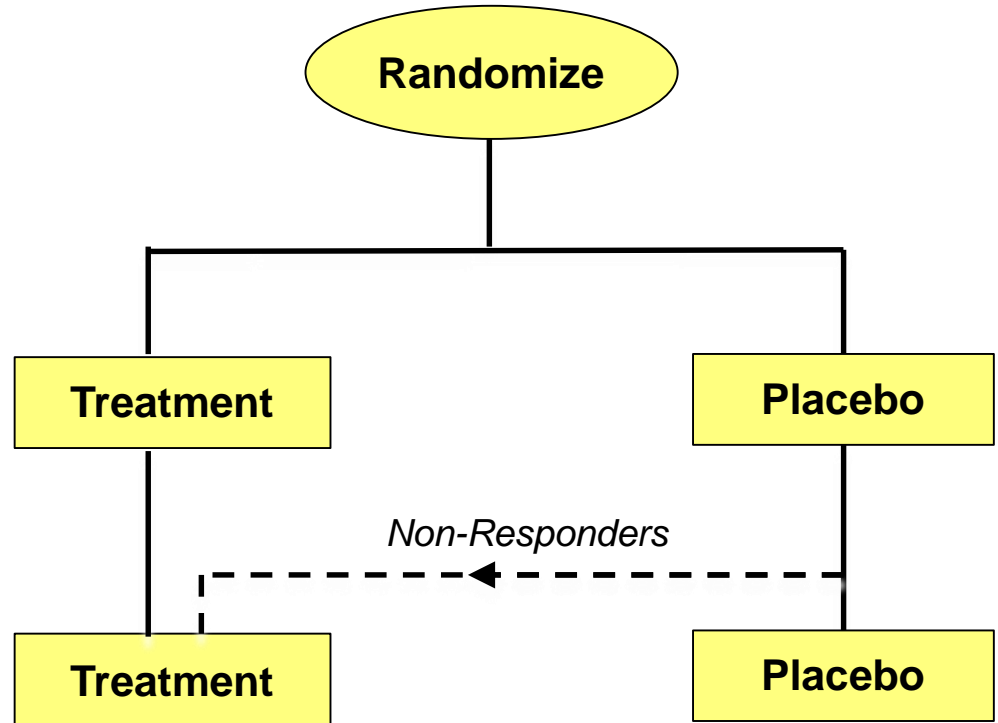 Randomize
Treatment
Placebo
Non-Responders
Treatment
Placebo